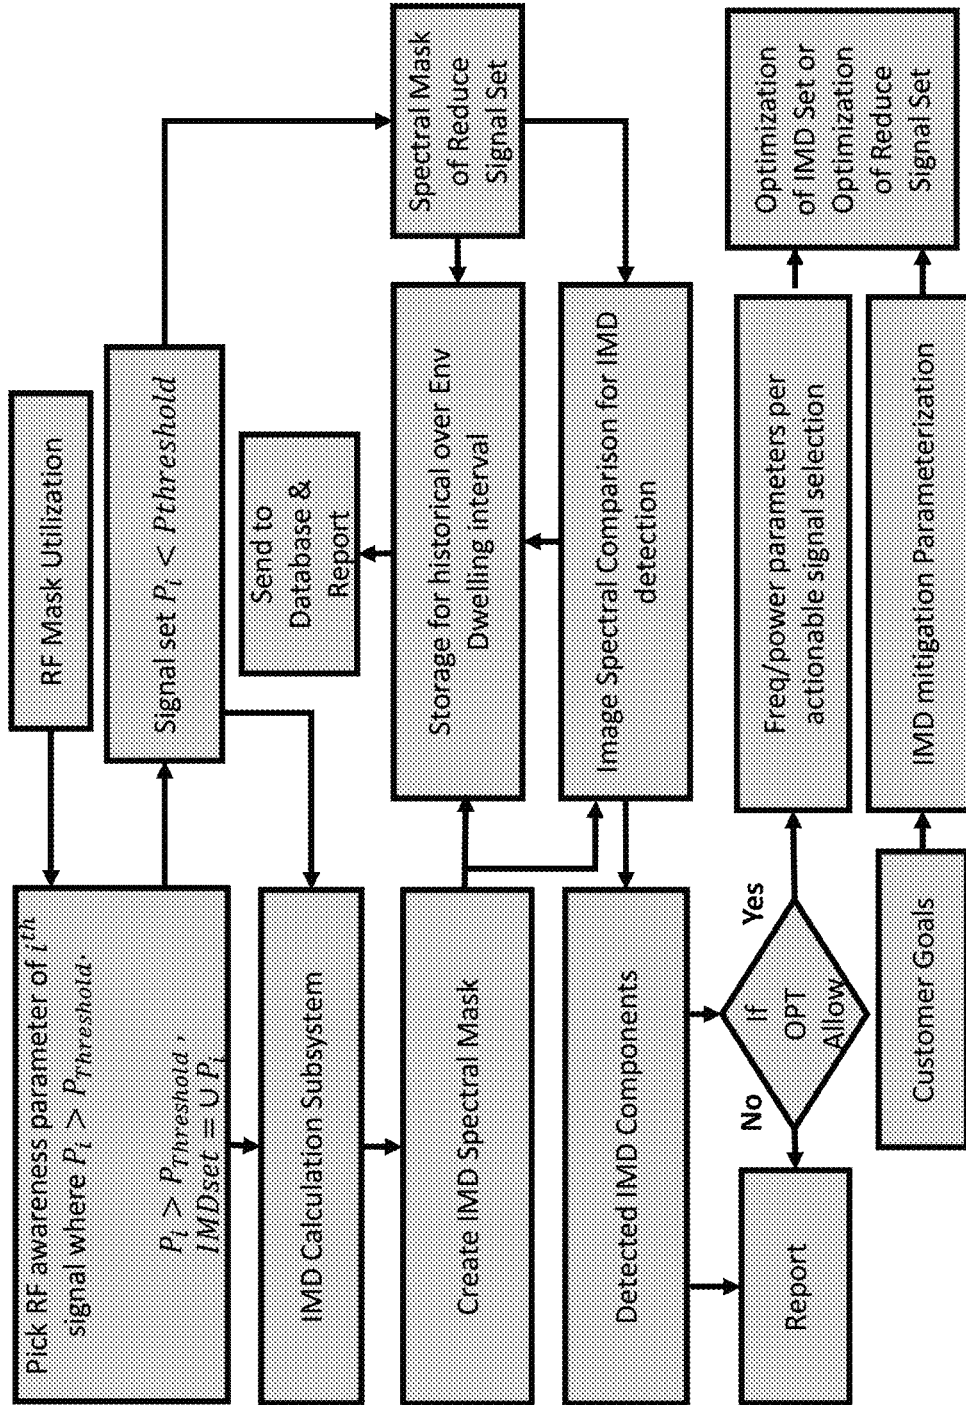 RF Mask Utilization
Pick RF awareness parameter of i^th
signal where P_i > P_Threshold.
P_i > P_Threshold,
IMDset = ∪ P_i
Signal set P_i < Pthreshold
Spectral Mask
of Reduce
Signal Set
IMD Calculation Subsystem
Send to
Database &
Report
Create IMD Spectral Mask
Storage for historical over Env
Dwelling interval
Detected IMD Components
Image Spectral Comparison for IMD
detection
Report
No
If
OPT
Allow
Yes
Freq/power parameters per
actionable signal selection
Customer Goals
IMD mitigation Parameterization
Optimization
of IMD Set or
Optimization
of Reduce
Signal Set